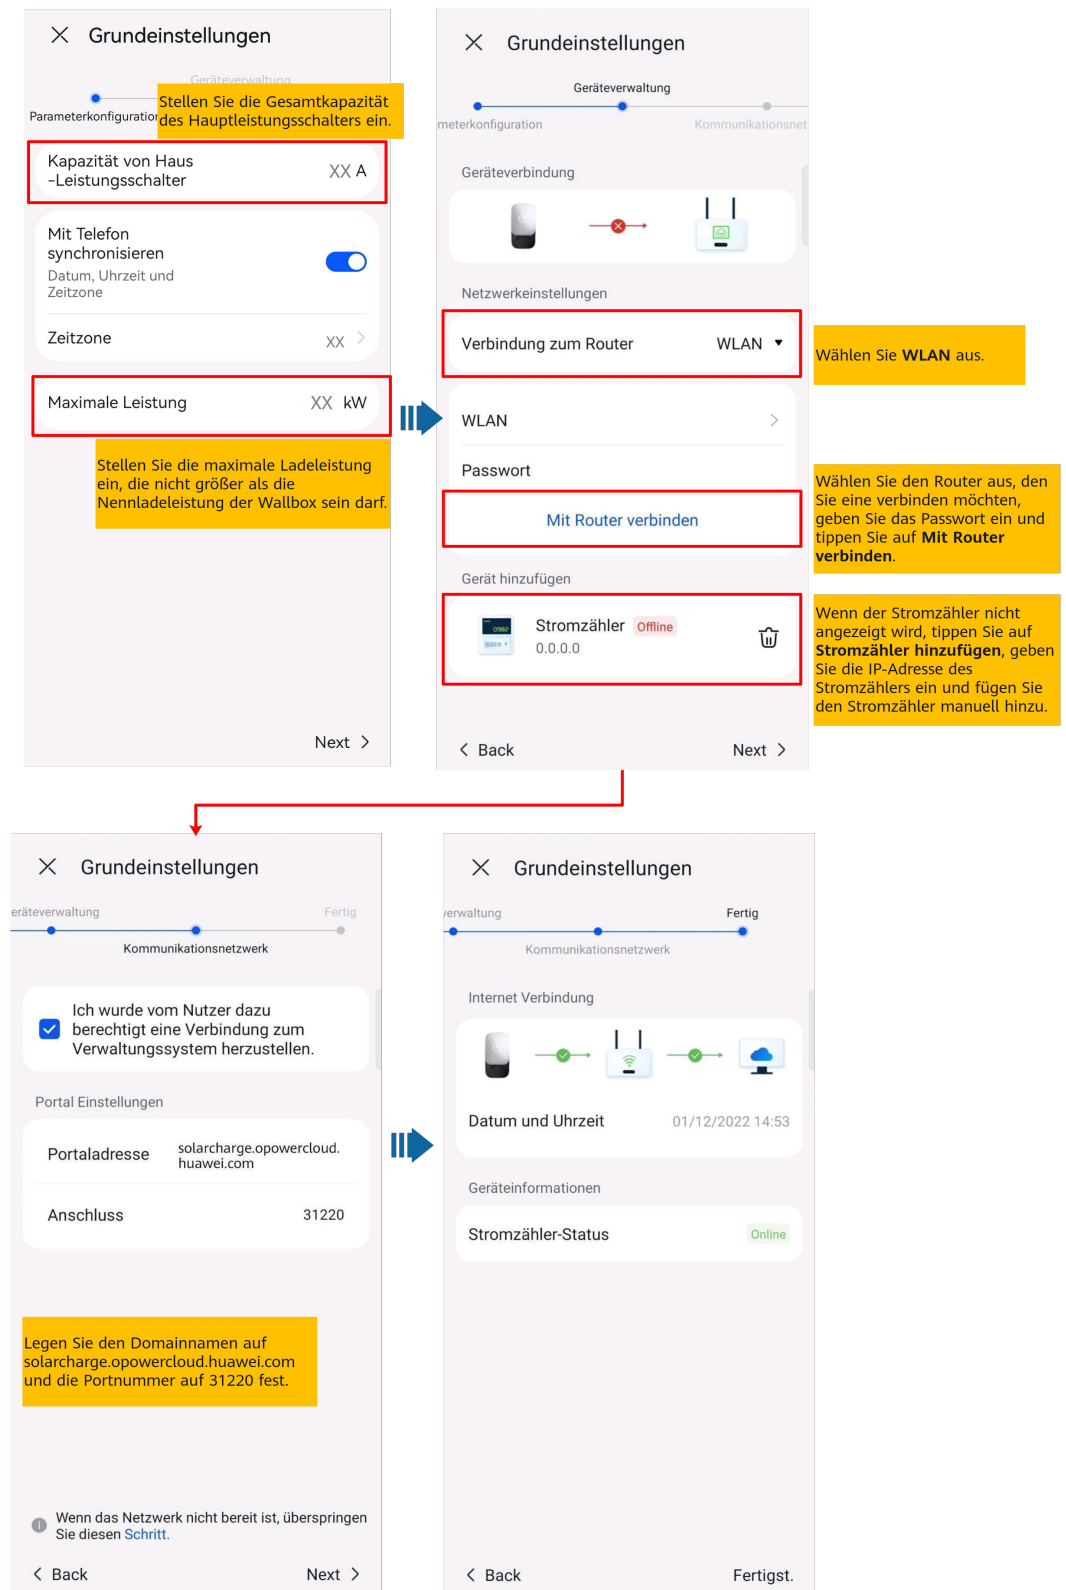 Grundeinstellungen
Geräteverwaltung
Parameterkonfiguration
Stellen Sie die Gesamtkapazität
des Hauptleistungsschalters ein.
Kapazität von Haus
-Leistungsschalter
XX A
Mit Telefon
synchronisieren
Datum, Uhrzeit und
Zeitzone
Zeitzone
XX
Maximale Leistung
XX kW
Stellen Sie die maximale Ladeleistung
ein, die nicht größer als die
Nennladeleistung der Wallbox sein darf.
Next
Grundeinstellungen
Geräteverwaltung
meterkonfiguration
Kommunikationsnet
Geräteverbindung
Netzwerkeinstellungen
Verbindung zum Router
WLAN
Wählen Sie WLAN aus.
WLAN
Passwort
Mit Router verbinden
Wählen Sie den Router aus, den
Sie eine verbinden möchten,
geben Sie das Passwort ein und
tippen Sie auf Mit Router
verbinden.
Gerät hinzufügen
Stromzähler Offline
0.0.0.0
Wenn der Stromzähler nicht
angezeigt wird, tippen Sie auf
Stromzähler hinzufügen, geben
Sie die IP-Adresse des
Stromzählers ein und fügen Sie
den Stromzähler manuell hinzu.
Back
Next
Grundeinstellungen
eräteverwaltung
Fertig
Kommunikationsnetzwerk
Ich wurde vom Nutzer dazu
berechtigt eine Verbindung zum
Verwaltungssystem herzustellen.
Portal Einstellungen
Portaladresse
solarcharge.opowercloud.
huawei.com
Anschluss
31220
Legen Sie den Domainnamen auf
solarcharge.opowercloud.huawei.com
und die Portnummer auf 31220 fest.
Wenn das Netzwerk nicht bereit ist, überspringen
Sie diesen Schritt.
Back
Next
Grundeinstellungen
verwaltung
Fertig
Kommunikationsnetzwerk
Internet Verbindung
Datum und Uhrzeit
01/12/2022 14:53
Geräteinformationen
Stromzähler-Status
Online
Back
Fertigst.